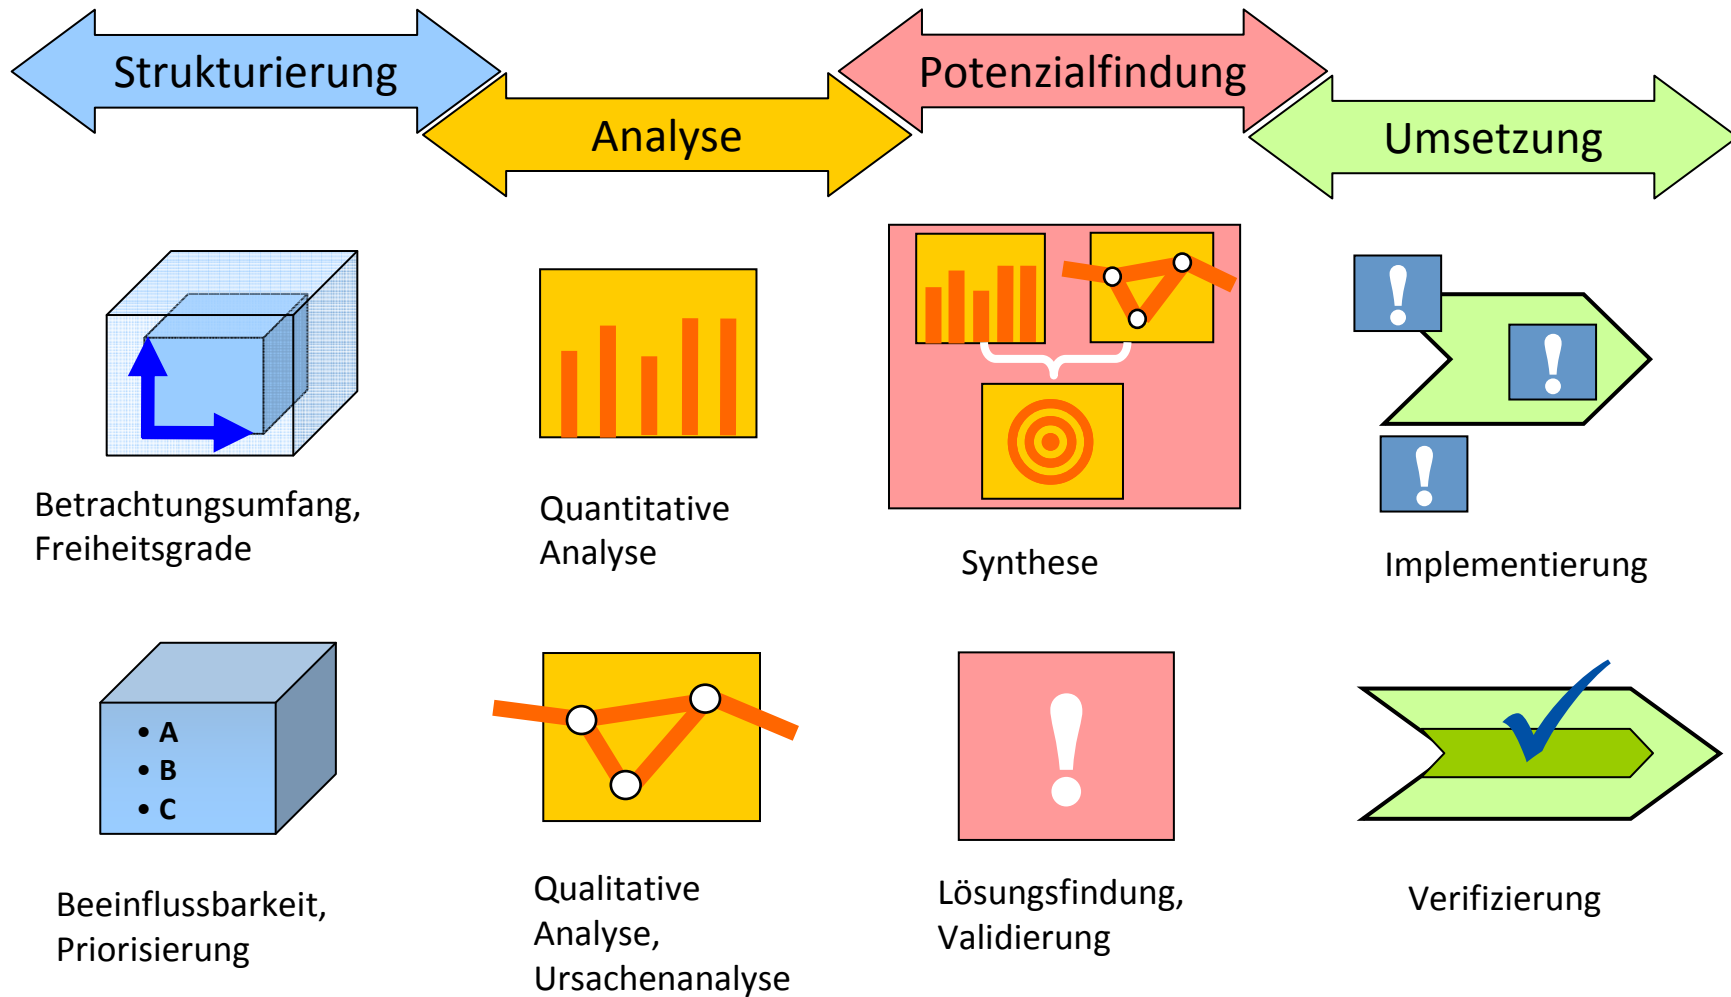 Strukturierung
Analyse
Potenzialfindung
Umsetzung
Betrachtungsumfang,
Freiheitsgrade
Quantitative
Analyse
Synthese
Implementierung
• A
• B
• C
Beeinflussbarkeit,
Priorisierung
Qualitative
Analyse,
Ursachenanalyse
!
Lösungsfindung,
Validierung
Verifizierung